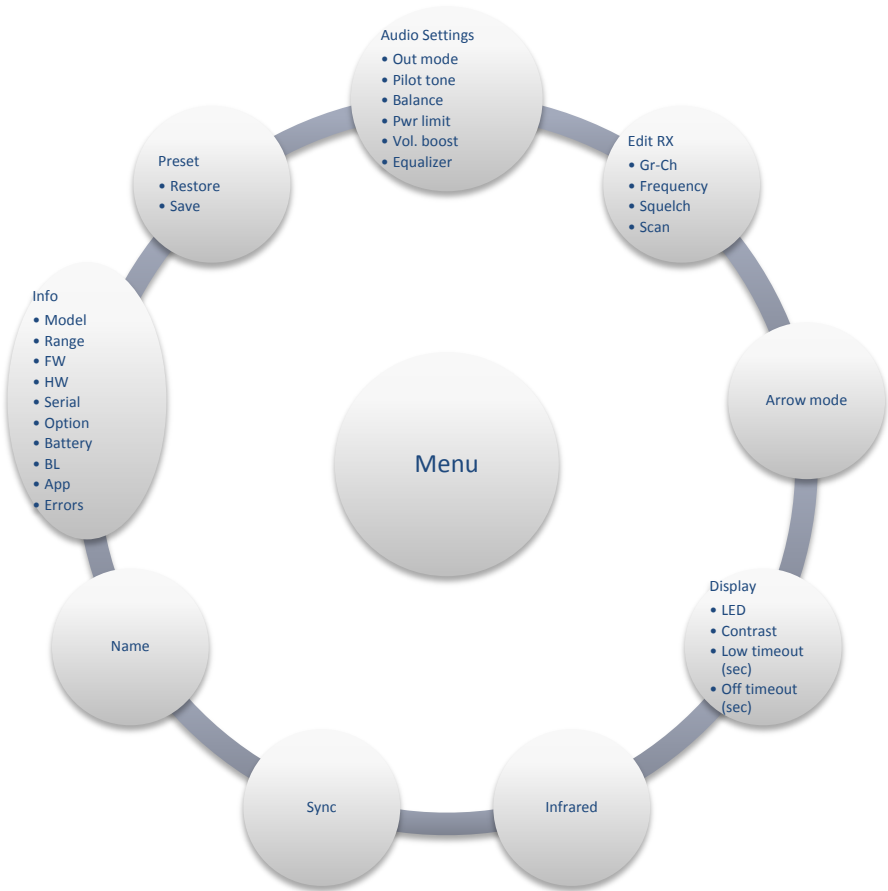 Audio Settings
• Out mode
• Pilot tone
• Balance
• Pwr limit
• Vol. boost
• Equalizer
Edit RX
• Gr-Ch
• Frequency
• Squelch
• Scan
Arrow mode
Display
• LED
• Contrast
• Low timeout
(sec)
• Off timeout
(sec)
Infrared
Sync
Name
Info
• Model
• Range
• FW
• HW
• Serial
• Option
• Battery
• BL
• App
• Errors
Preset
• Restore
• Save
Menu